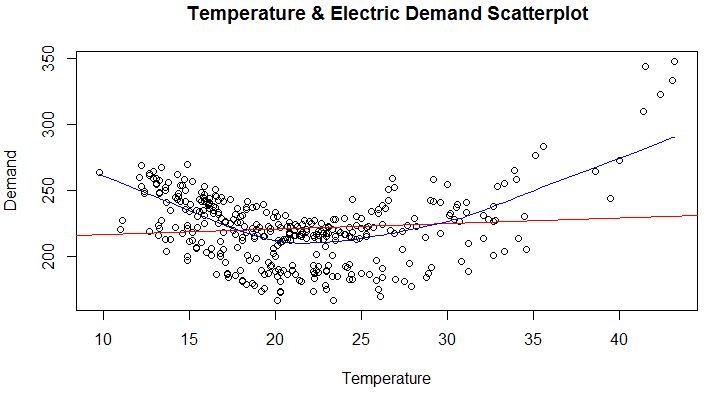 Temperature & Electric Demand Scatterplot
350
300
250
200
Demand
10 15 20 25 30 35 40
Temperature